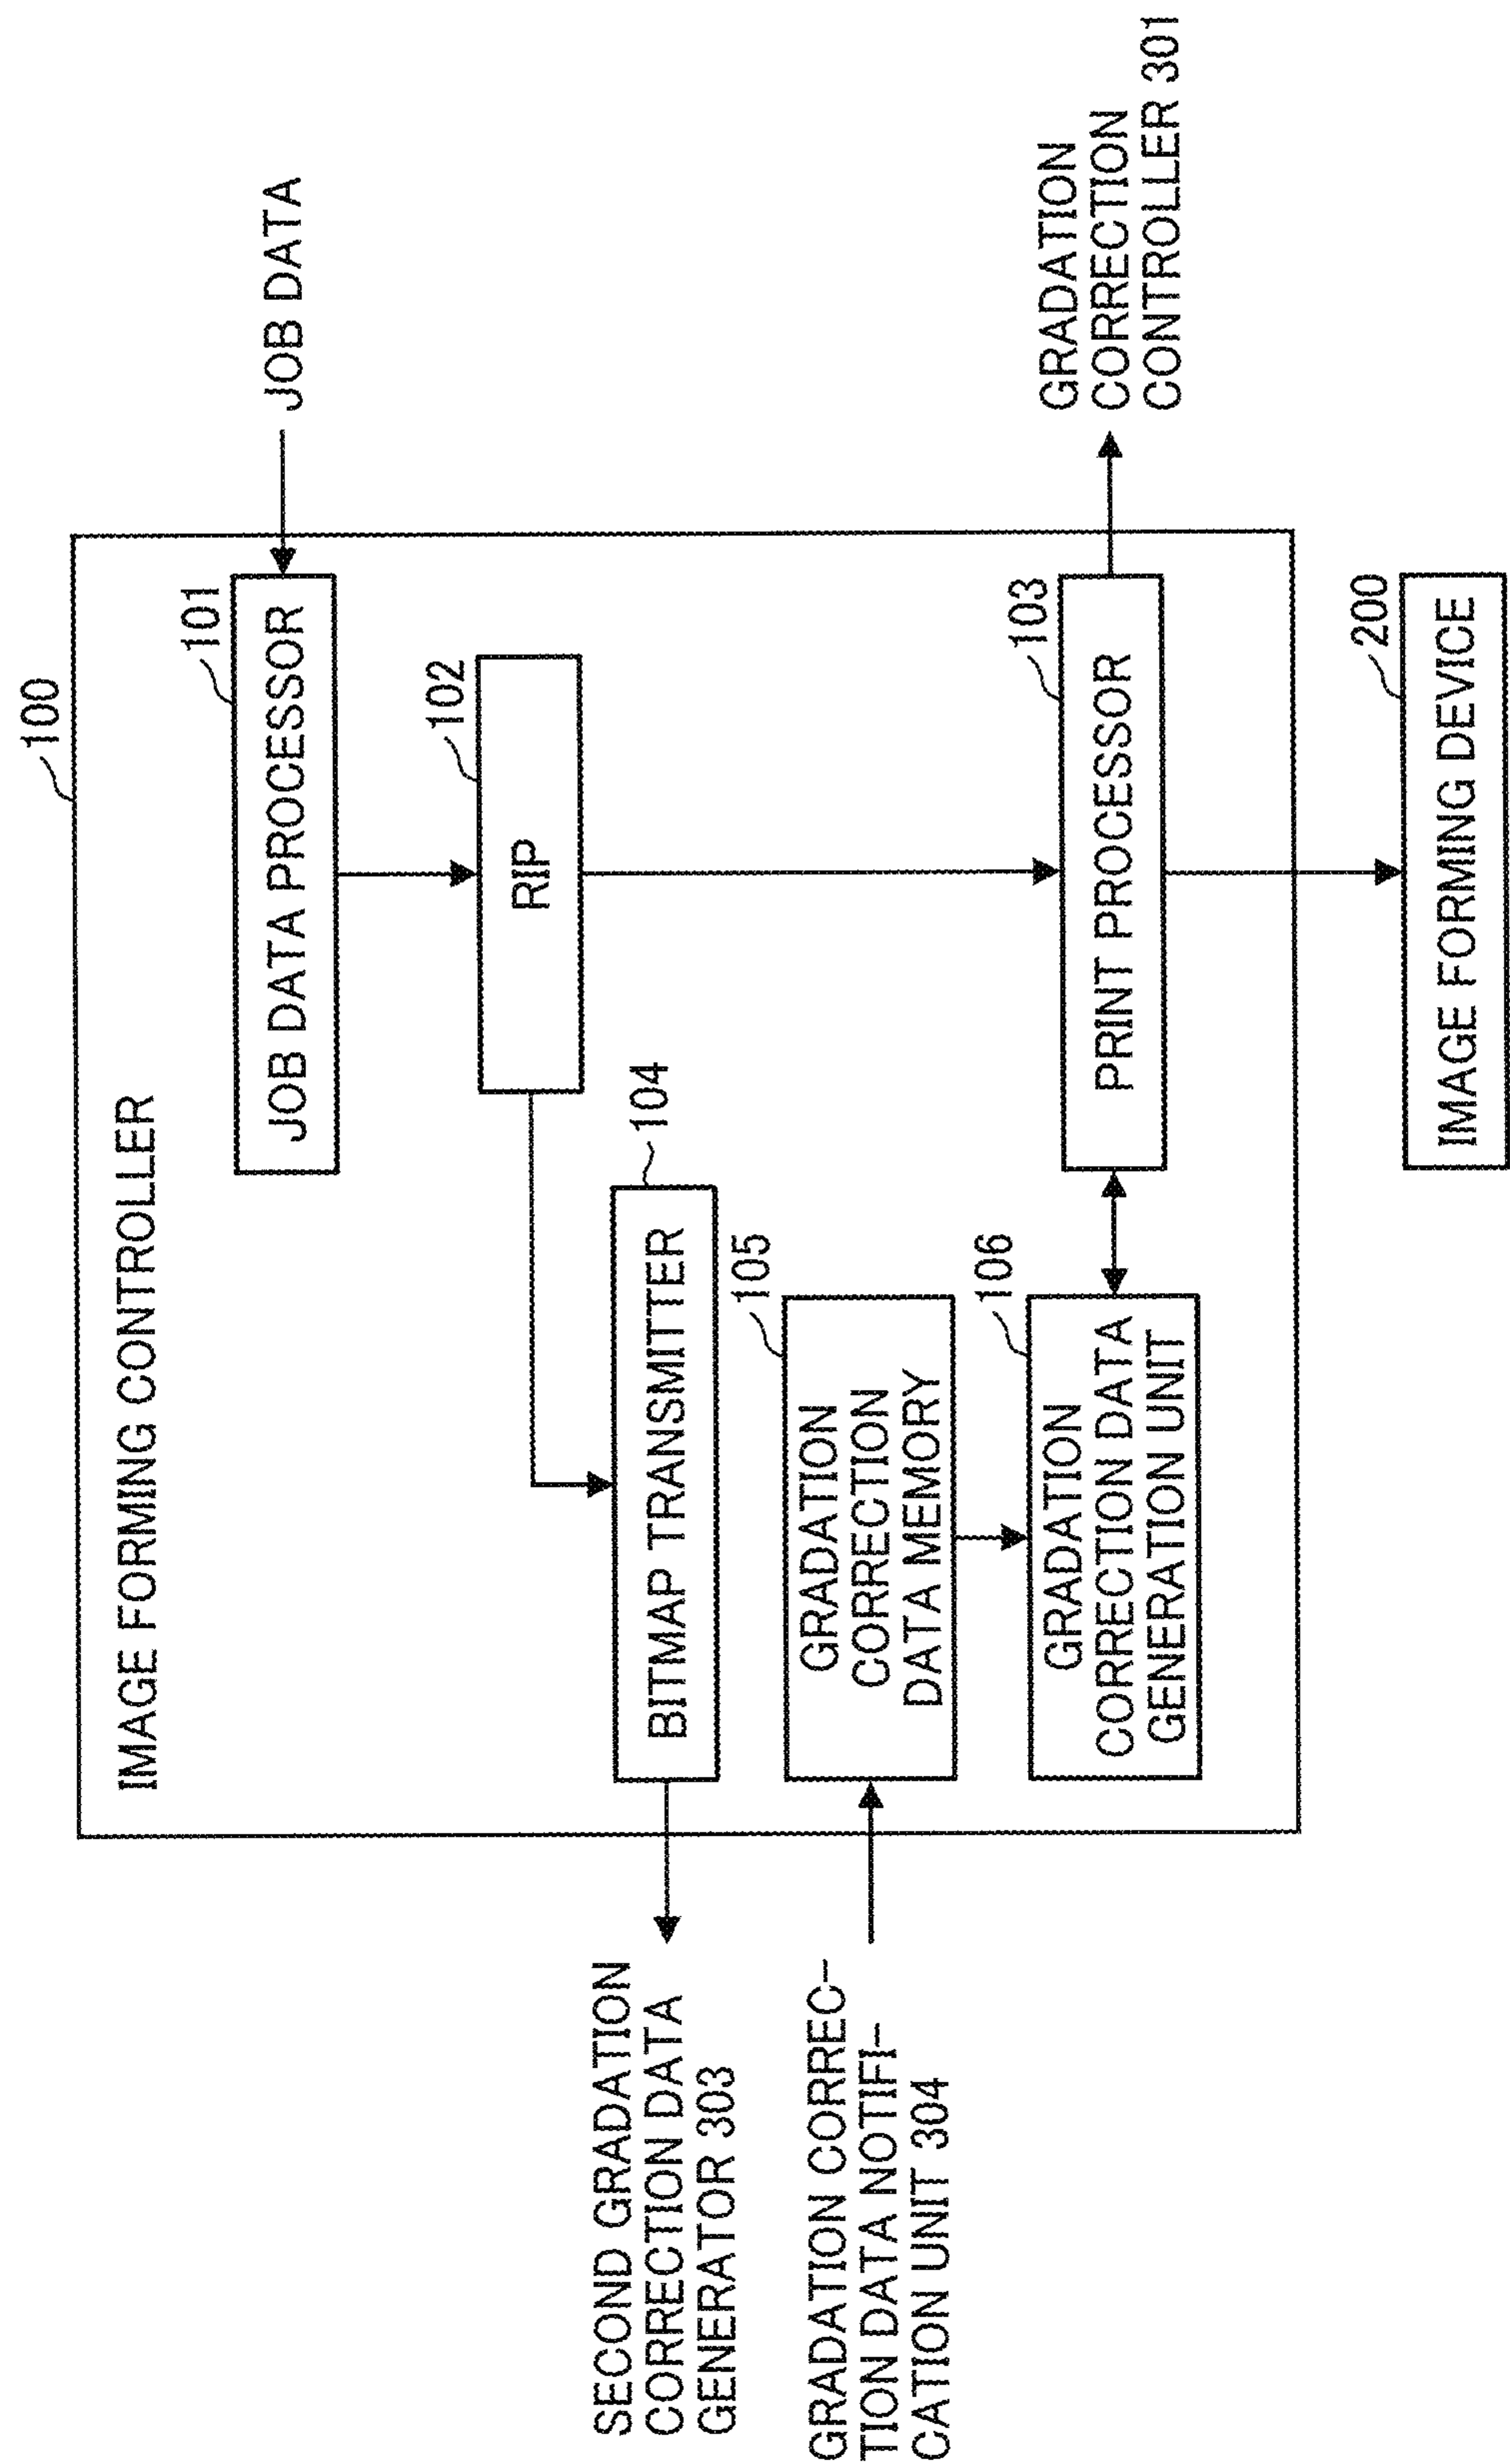 100
IMAGE FORMING CONTROLLER
101
JOB DATA PROCESSOR
JOB DATA
102
RIP
104
BITMAP TRANSMITTER
SECOND GRADATION
CORRECTION DATA
GENERATOR 303
105
GRADATION
CORRECTION
DATA MEMORY
GRADATION CORREC-
TION DATA NOTIFI-
CATION UNIT 304
106
GRADATION
CORRECTION DATA
GENERATION UNIT
103
PRINT PROCESSOR
GRADATION
CORRECTION
CONTROLLER 301
200
IMAGE FORMING DEVICE